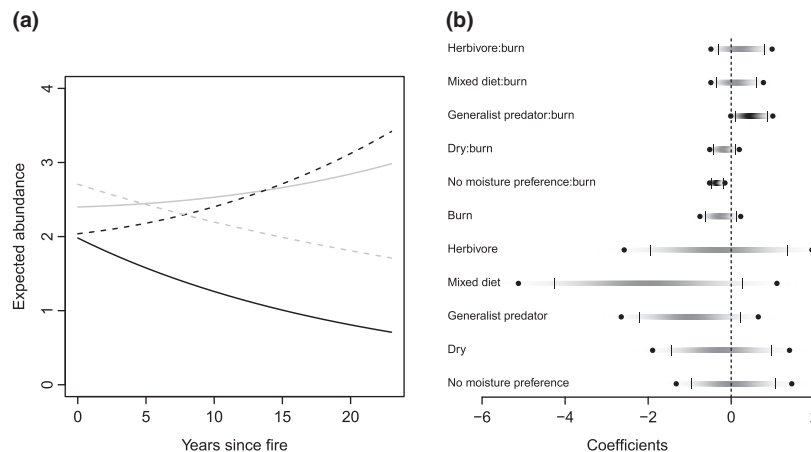 (a)
4
3
2
1
0
Expected abundance
0 5 10 15 20
Years since fire
(b)
Herbivore:burn
Mixed diet:burn
Generalist predator:burn
Dry:burn
No moisture preference:burn
Burn
Herbivore
Mixed diet
Generalist predator
Dry
No moisture preference
−6 −4 −2 0
Coefficients